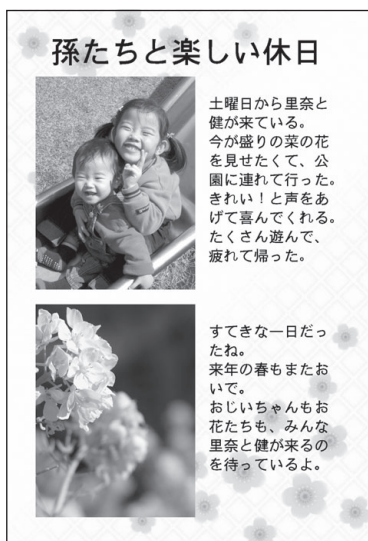 孫たちと楽しい休日
土曜日から里奈と
健が来ている。
今が盛りの菜の花
を見せたくて、公
園に連れて行った。
きれい！と声をあ
げて喜んでくれる。
たくさん遊んで、
疲れて帰った。
すてきな一日だっ
たね。
来年の春もまたお
いで。
おじいちゃんもお
花たちも、みんな
里奈と健が来るの
を待っているよ。